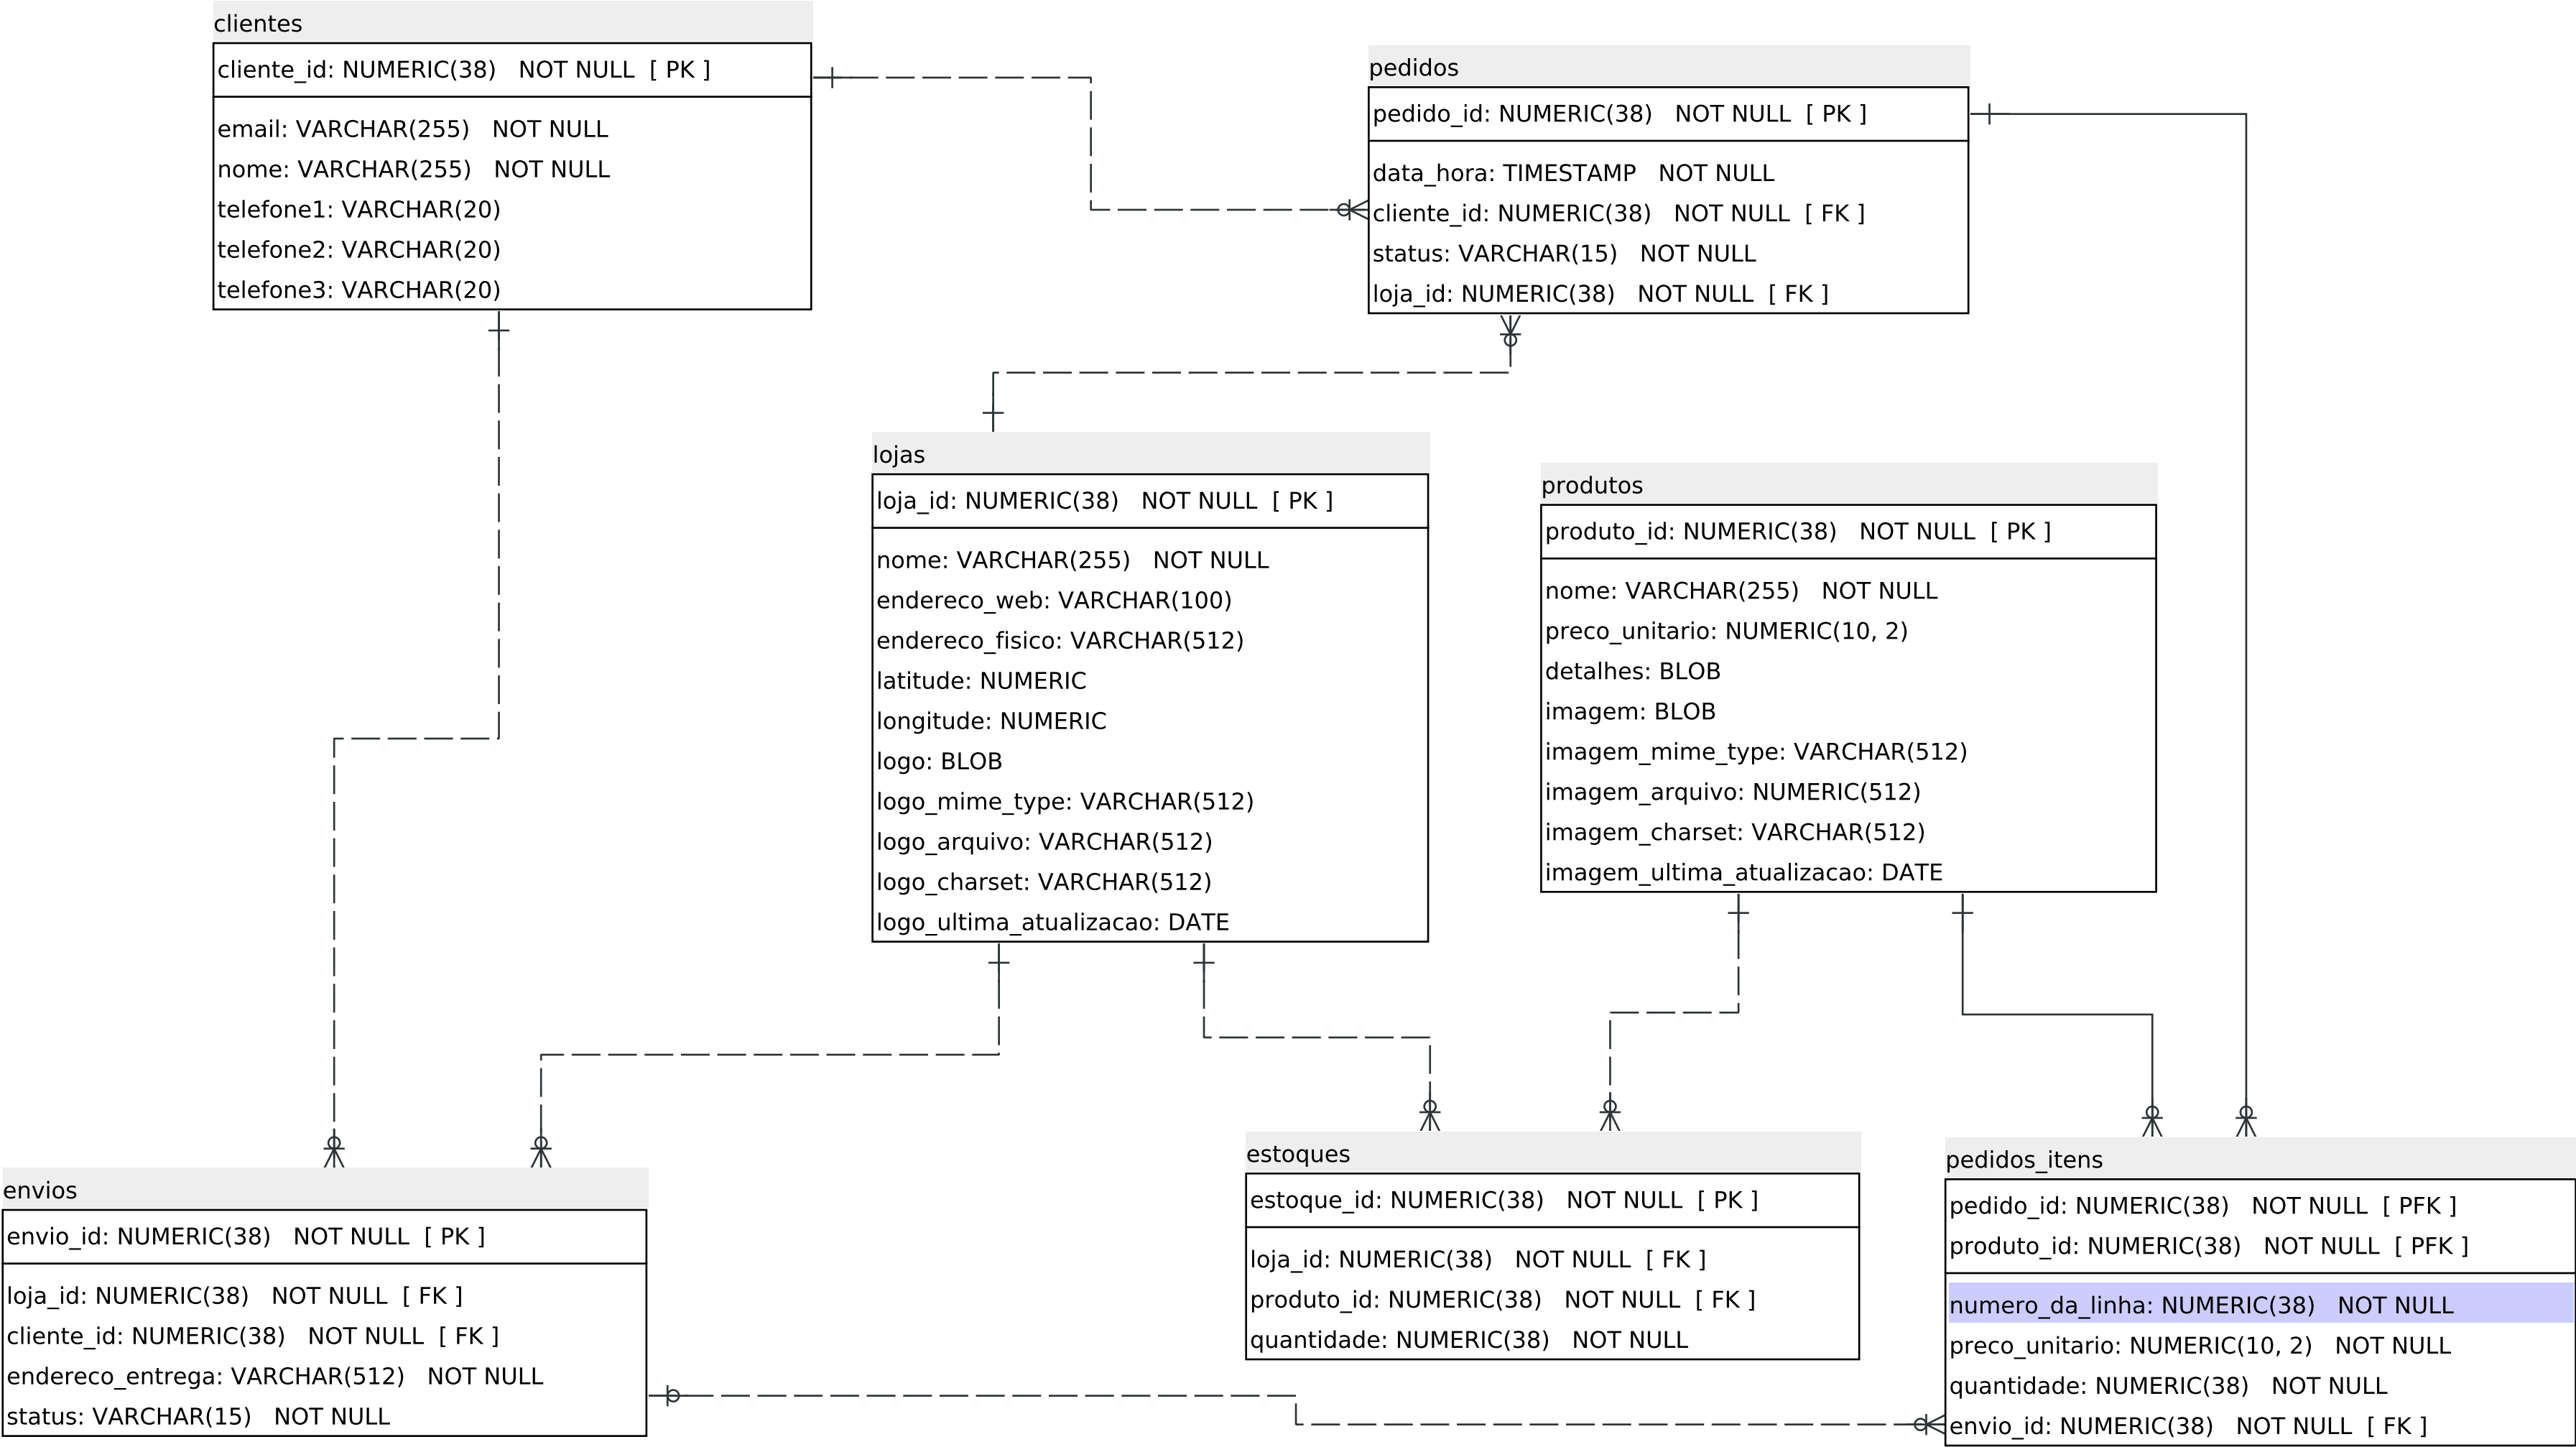 clientes
cliente_id: NUMERIC(38)   NOT NULL  [ PK ]
email: VARCHAR(255)   NOT NULL
nome: VARCHAR(255)   NOT NULL
telefone1: VARCHAR(20)
telefone2: VARCHAR(20)
telefone3: VARCHAR(20)
pedidos
pedido_id: NUMERIC(38)   NOT NULL  [ PK ]
data_hora: TIMESTAMP   NOT NULL
cliente_id: NUMERIC(38)   NOT NULL  [ FK ]
status: VARCHAR(15)   NOT NULL
loja_id: NUMERIC(38)   NOT NULL  [ FK ]
lojas
loja_id: NUMERIC(38)   NOT NULL  [ PK ]
nome: VARCHAR(255)   NOT NULL
endereco_web: VARCHAR(100)
endereco_fisico: VARCHAR(512)
latitude: NUMERIC
longitude: NUMERIC
logo: BLOB
logo_mime_type: VARCHAR(512)
logo_arquivo: VARCHAR(512)
logo_charset: VARCHAR(512)
logo_ultima_atualizacao: DATE
produtos
produto_id: NUMERIC(38)   NOT NULL  [ PK ]
nome: VARCHAR(255)   NOT NULL
preco_unitario: NUMERIC(10, 2)
detalhes: BLOB
imagem: BLOB
imagem_mime_type: VARCHAR(512)
imagem_arquivo: NUMERIC(512)
imagem_charset: VARCHAR(512)
imagem_ultima_atualizacao: DATE
envios
envio_id: NUMERIC(38)   NOT NULL  [ PK ]
loja_id: NUMERIC(38)   NOT NULL  [ FK ]
cliente_id: NUMERIC(38)   NOT NULL  [ FK ]
endereco_entrega: VARCHAR(512)   NOT NULL
status: VARCHAR(15)   NOT NULL
estoques
estoque_id: NUMERIC(38)   NOT NULL  [ PK ]
loja_id: NUMERIC(38)   NOT NULL  [ FK ]
produto_id: NUMERIC(38)   NOT NULL  [ FK ]
quantidade: NUMERIC(38)   NOT NULL
pedidos_itens
pedido_id: NUMERIC(38)   NOT NULL  [ PFK ]
produto_id: NUMERIC(38)   NOT NULL  [ PFK ]
numero_da_linha: NUMERIC(38)   NOT NULL
preco_unitario: NUMERIC(10, 2)   NOT NULL
quantidade: NUMERIC(38)   NOT NULL
envio_id: NUMERIC(38)   NOT NULL  [ FK ]